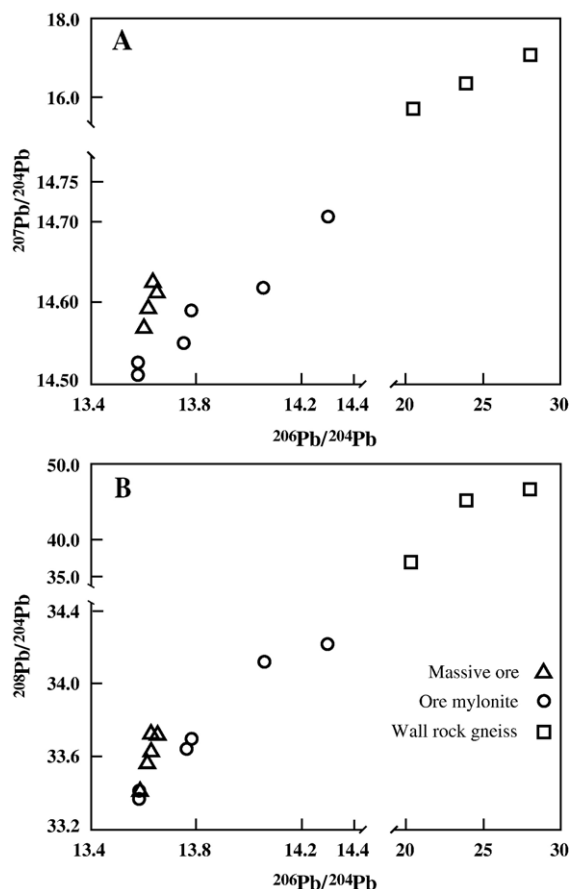 A
18.0
16.0
14.75
14.70
14.60
14.50
²⁰⁷Pb/²⁰⁴Pb
13.4 13.8 14.2 14.4 20 25 30
²⁰⁶Pb/²⁰⁴Pb
B
50.0
40.0
35.0
34.4
34.0
33.6
33.2
²⁰⁸Pb/²⁰⁴Pb
Massive ore
Ore mylonite
Wall rock gneiss
13.4 13.8 14.2 14.4 20 25 30
²⁰⁶Pb/²⁰⁴Pb